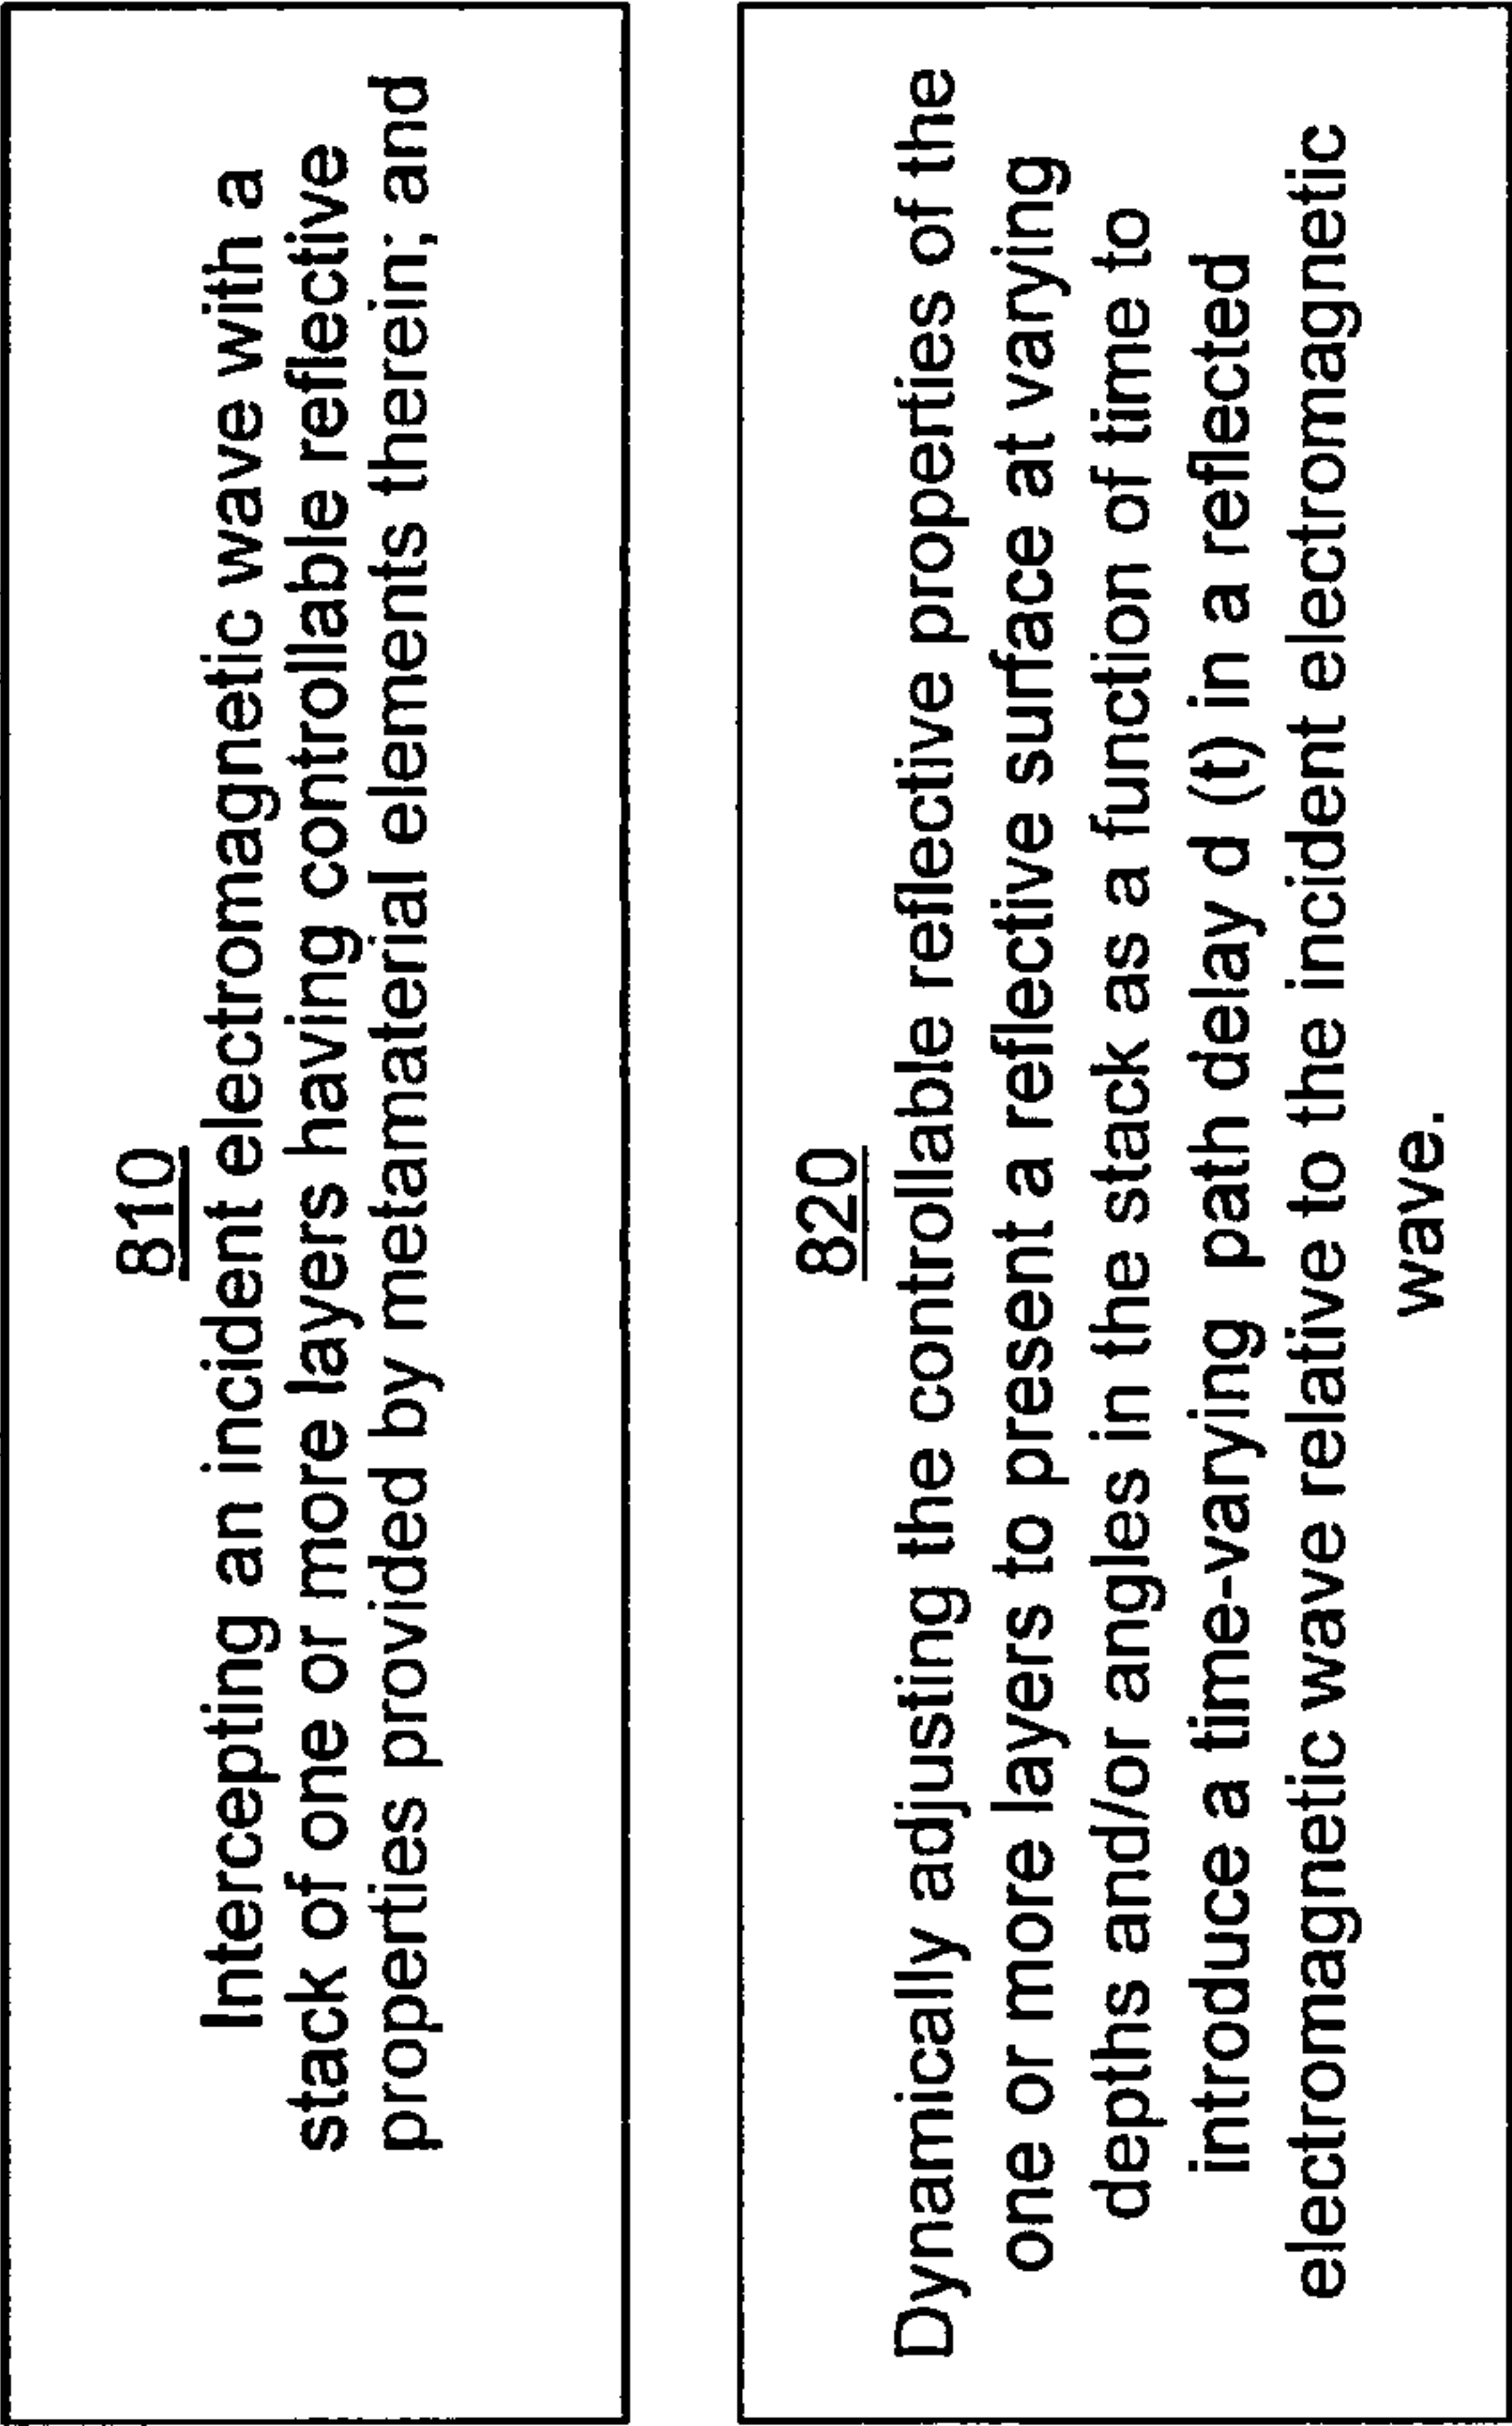 810
Intercepting an incident electromagnetic wave with a
stack of one or more layers having controllable reflective
properties provided by metamaterial elements therein; and
820
Dynamically adjusting the controllable reflective properties of the
one or more layers to present a reflective surface at varying
depths and/or angles in the stack as a function of time to
introduce a time-varying path delay d (t) in a reflected
electromagnetic wave relative to the incident electromagnetic
wave.